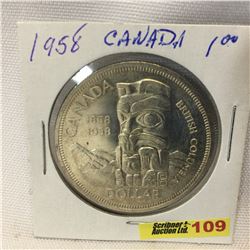 1958 CANADA 1.00
CANADA
1858
1958
BRITISH COLUMBIA
DOLLAR
Scribner
Auction Ltd.
109